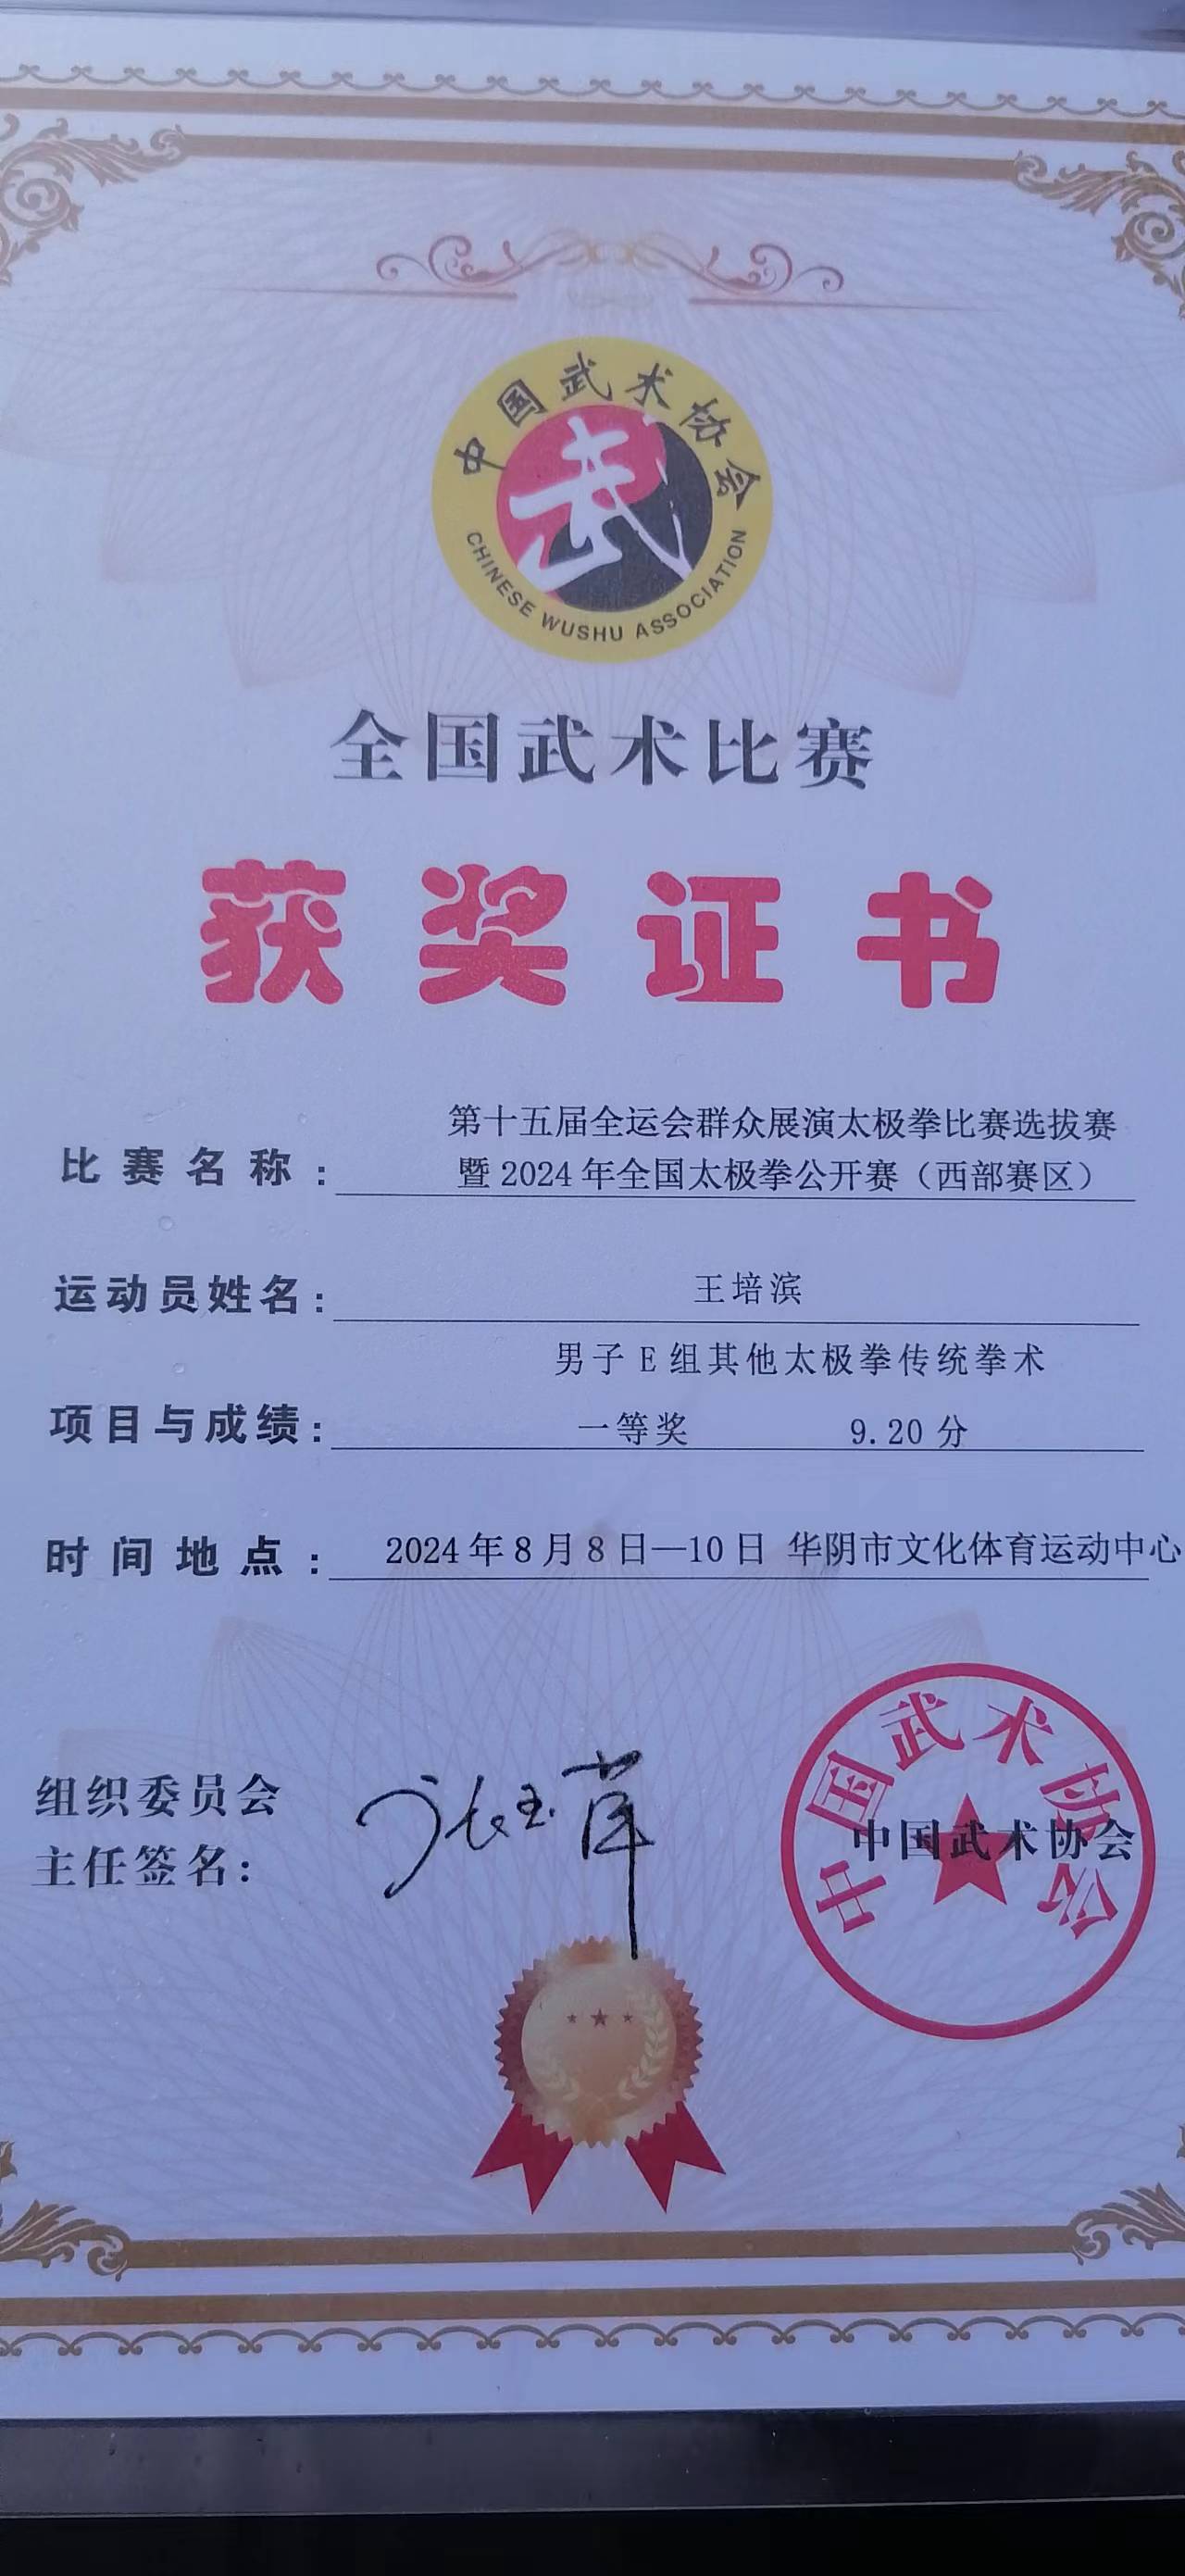 中国武术协会
武
CHINESE WUSHU ASSOCIATION
全国武术比赛
获奖证书
第十五届全运会群众展演太极拳比赛选拔赛
比赛名称：暨2024年全国太极拳公开赛（西部赛区）
运动员姓名：王培滨
男子E组其他太极拳传统拳术
项目与成绩：一等奖 9.20分
时间地点：2024年8月8日—10日 华阴市文化体育运动中心
组织委员会
主任签名：
中国武术协会
中国武术协会